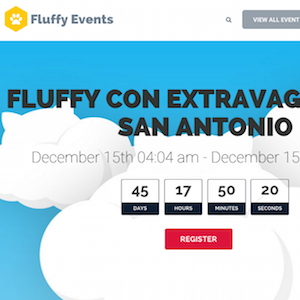 Fluffy Events
VIEW ALL EVENT
FLUFFY CON EXTRAVAG
SAN ANTONIO
December 15th 04:04 am - December 15
45 17 50 20
DAYS HOURS MINUTES SECONDS
REGISTER